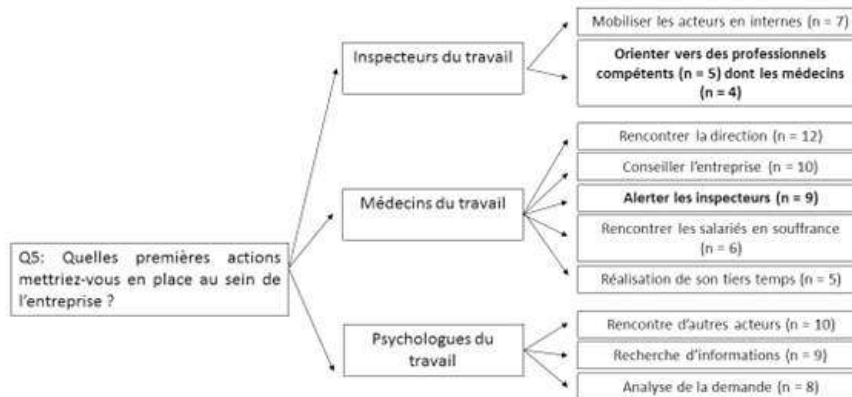 Q5: Quelles premières actions
mettriez-vous en place au sein de
l'entreprise ?
Inspecteurs du travail
Mobiliser les acteurs en internes (n = 7)
Orienter vers des professionnels
compétents (n = 5) dont les médecins
(n = 4)
Médecins du travail
Rencontrer la direction (n = 12)
Conseiller l'entreprise (n = 10)
Alerter les inspecteurs (n = 9)
Rencontrer les salariés en souffrance
(n = 6)
Réalisation de son tiers temps (n = 5)
Psychologues du
travail
Rencontre d'autres acteurs (n = 10)
Recherche d'informations (n = 9)
Analyse de la demande (n = 8)